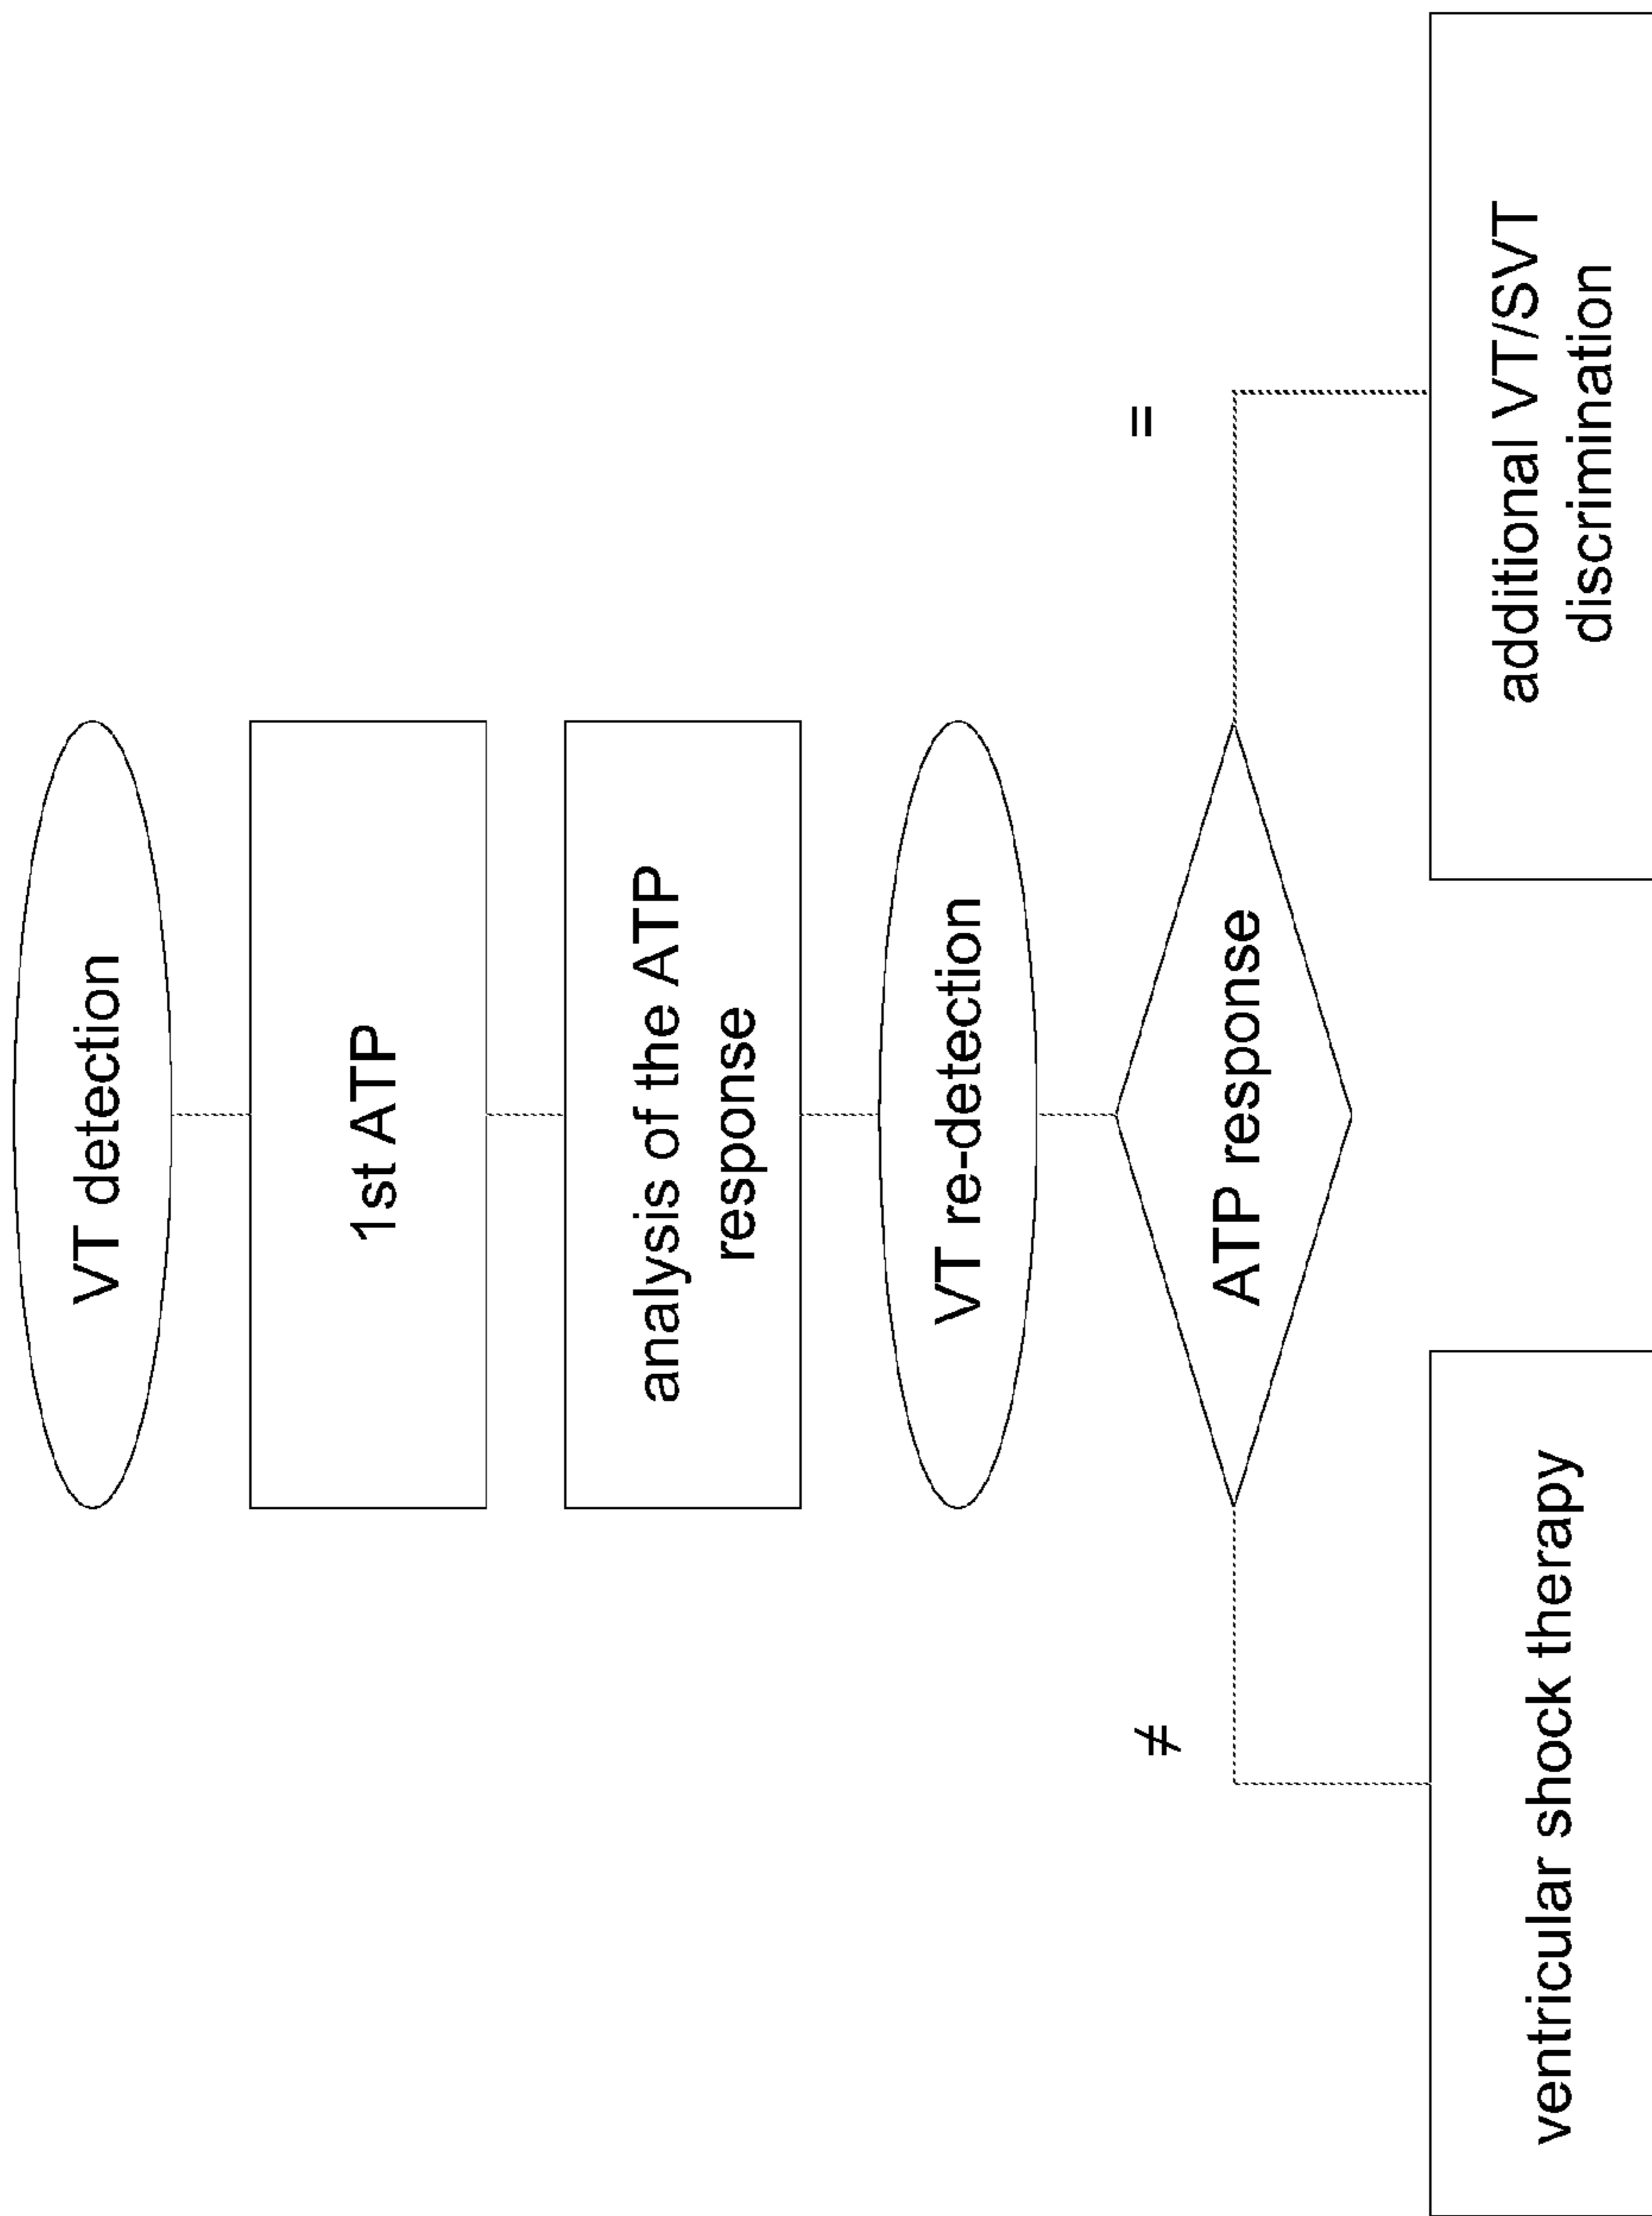 VT detection
1st ATP
analysis of the ATP
response
VT re-detection
ATP response
≠
=
ventricular shock therapy
additional VT/SVT
discrimination